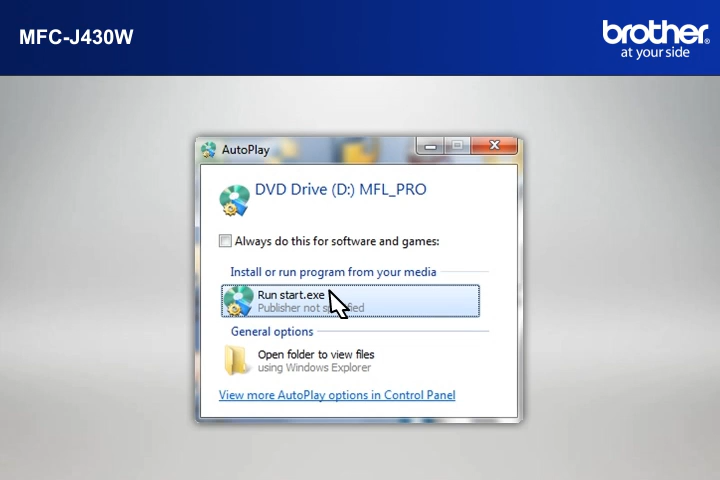 MFC-J430W
brother
at your side
AutoPlay
DVD Drive (D:) MFL_PRO
Always do this for software and games:
Install or run program from your media
Run start.exe
Publisher not specified
General options
Open folder to view files
using Windows Explorer
View more AutoPlay options in Control Panel